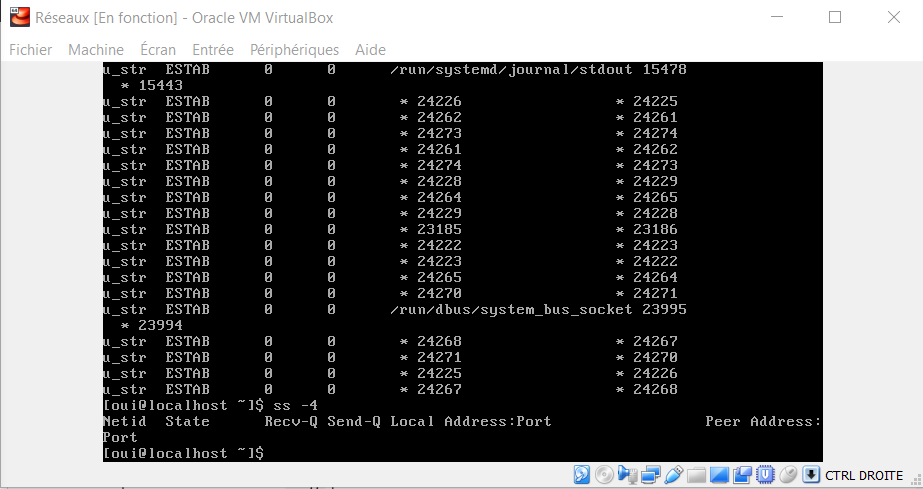 Réseaux [En fonction] - Oracle VM VirtualBox
Fichier Machine Écran Entrée Périphériques Aide
u_str ESTAB 0 0 /run/systemd/journal/stdout 15478
* 15443
u_str ESTAB 0 0 * 24226 * 24225
u_str ESTAB 0 0 * 24262 * 24261
u_str ESTAB 0 0 * 24273 * 24274
u_str ESTAB 0 0 * 24261 * 24262
u_str ESTAB 0 0 * 24274 * 24273
u_str ESTAB 0 0 * 24228 * 24229
u_str ESTAB 0 0 * 24264 * 24265
u_str ESTAB 0 0 * 24229 * 24228
u_str ESTAB 0 0 * 23185 * 23186
u_str ESTAB 0 0 * 24222 * 24223
u_str ESTAB 0 0 * 24223 * 24222
u_str ESTAB 0 0 * 24265 * 24264
u_str ESTAB 0 0 * 24270 * 24271
u_str ESTAB 0 0 /run/dbus/system_bus_socket 23995
* 23994
u_str ESTAB 0 0 * 24268 * 24267
u_str ESTAB 0 0 * 24271 * 24270
u_str ESTAB 0 0 * 24225 * 24226
u_str ESTAB 0 0 * 24267 * 24268
[oui@localhost ~]$ ss -4
Netid State Recv-Q Send-Q Local Address:Port Peer Address:
Port
[oui@localhost ~]$
CTRL DROITE